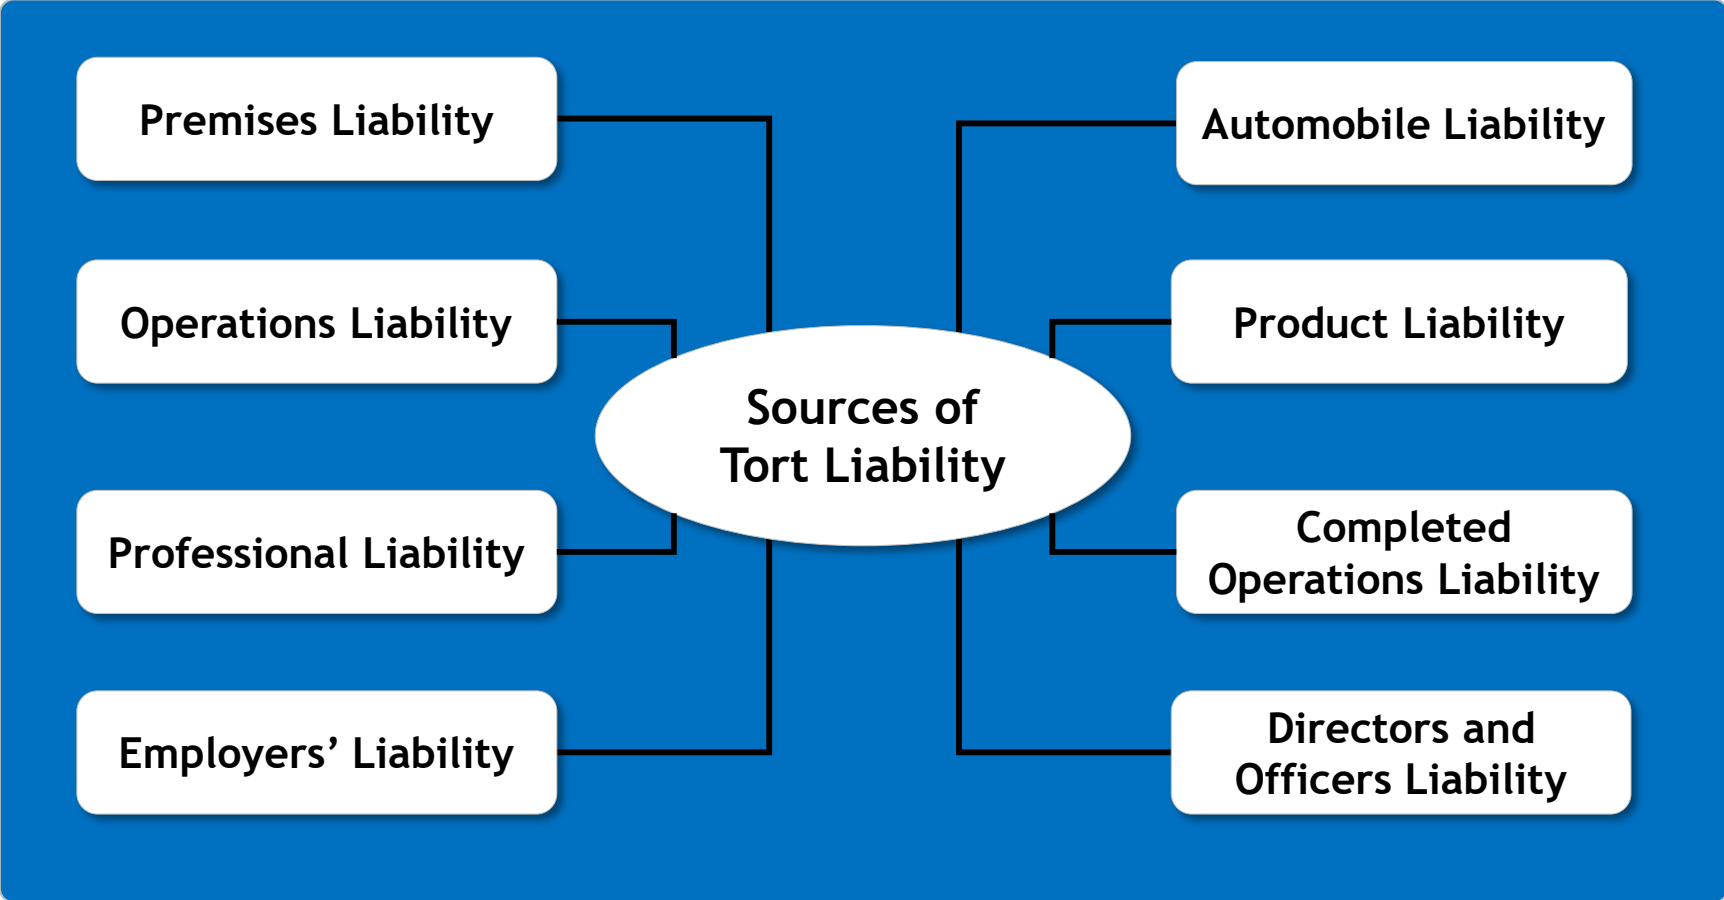 Premises Liability
Operations Liability
Professional Liability
Employers’ Liability
Sources of
Tort Liability
Automobile Liability
Product Liability
Completed
Operations Liability
Directors and
Officers Liability